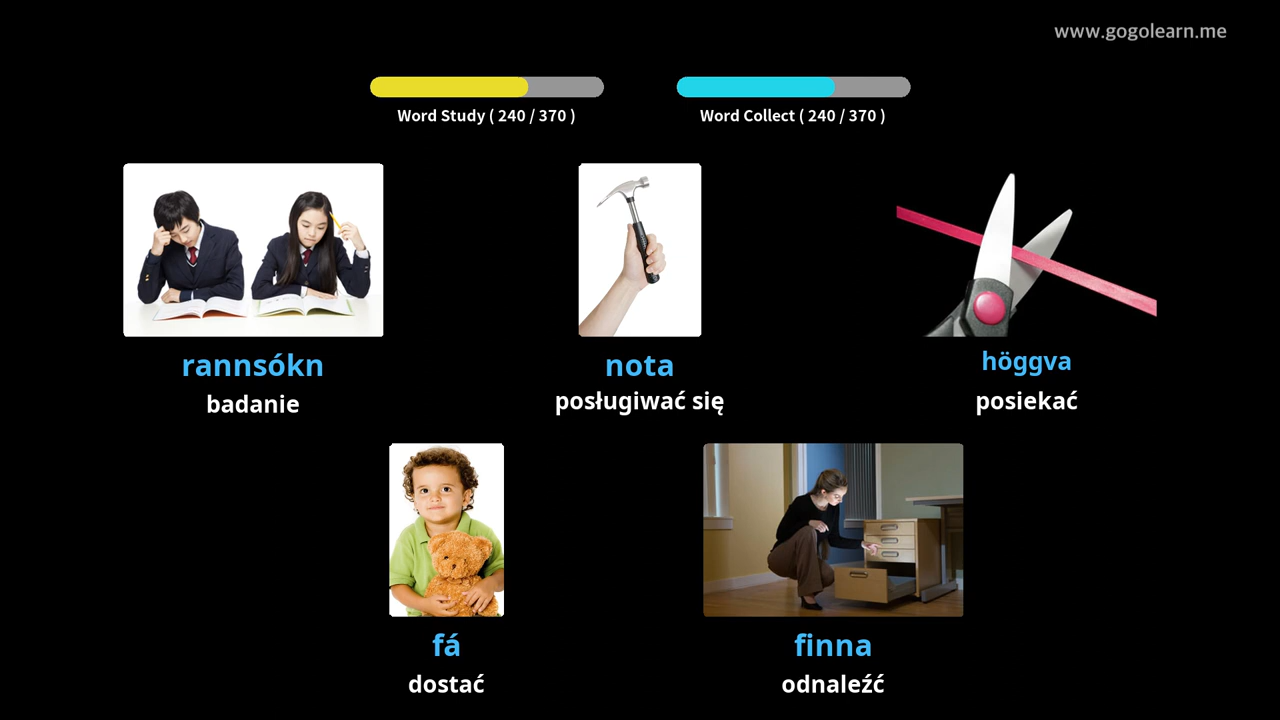 www.gogolearn.me
Word Study ( 240 / 370 )
Word Collect ( 240 / 370 )
rannsókn
badanie
nota
posługiwać się
höggva
posiekać
fá
dostać
finna
odnaleźć